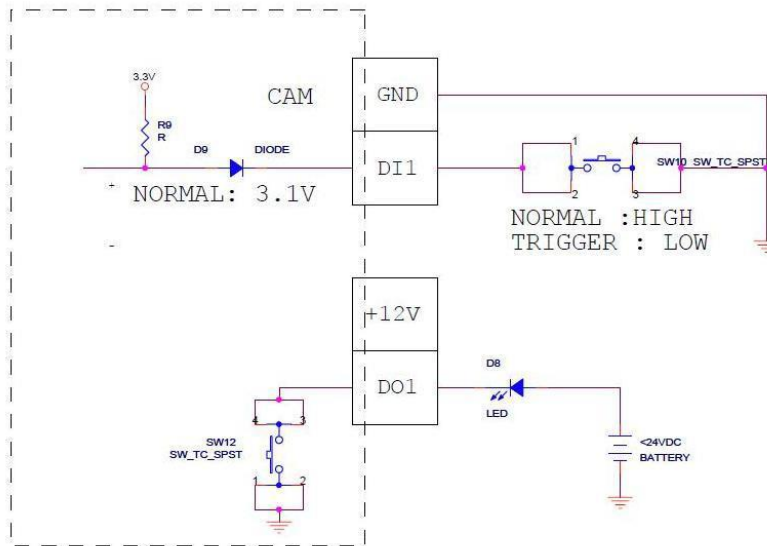 3.3V
R9
R
CAM
GND
D9
DIODE
DI1
+
NORMAL: 3.1V
-
1
4
SW10
SW_TC_SPST
2
3
NORMAL :HIGH
TRIGGER : LOW
+12V
DO1
D8
LED
4
3
SW12
SW_TC_SPST
1
2
<24VDC
BATTERY